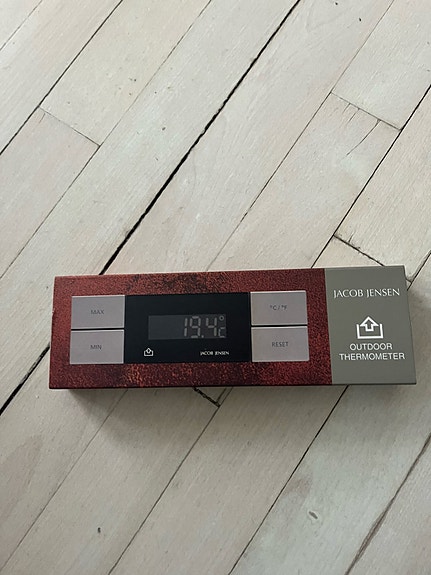 MAX
MIN
19.4°C
JACOB JENSEN
°C / °F
RESET
JACOB JENSEN
OUTDOOR
THERMOMETER